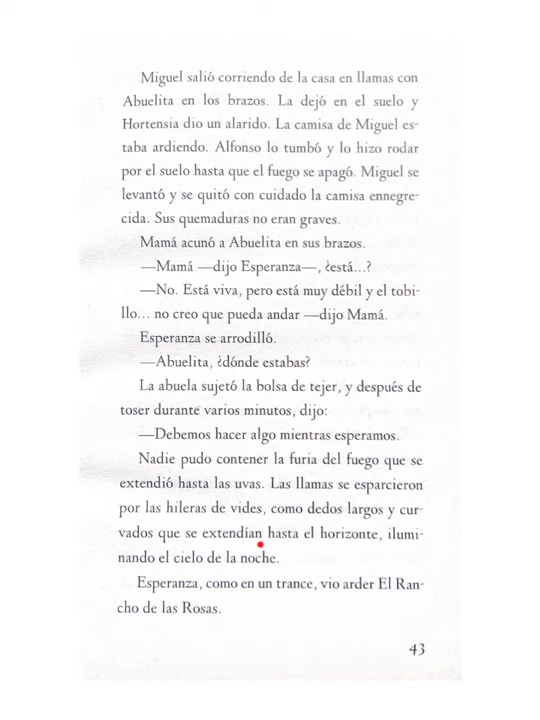 Miguel salió corriendo de la casa en llamas con
Abuelita en los brazos. La dejó en el suelo y
Hortensia dio un alarido. La camisa de Miguel es-
taba ardiendo. Alfonso lo tumbó y lo hizo rodar
por el suelo hasta que el fuego se apagó. Miguel se
levantó y se quitó con cuidado la camisa ennegre-
cida. Sus quemaduras no eran graves.
Mamá acunó a Abuelita en sus brazos.
—Mamá —dijo Esperanza—, ¿está...?
—No. Está viva, pero está muy débil y el tobi-
llo... no creo que pueda andar —dijo Mamá.
Esperanza se arrodilló.
—Abuelita, ¿dónde estabas?
La abuela sujetó la bolsa de tejer, y después de
toser durante varios minutos, dijo:
—Debemos hacer algo mientras esperamos.
Nadie pudo contener la furia del fuego que se
extendió hasta las uvas. Las llamas se esparcieron
por las hileras de vides, como dedos largos y cur-
vados que se extendían hasta el horizonte, ilumi-
nando el cielo de la noche.
Esperanza, como en un trance, vio arder El Ran-
cho de las Rosas.
43